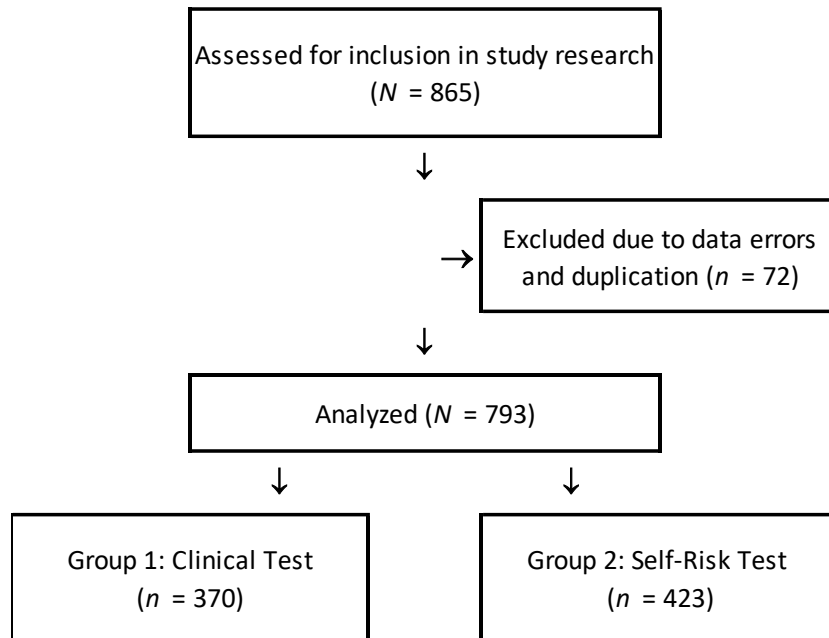 Assessed for inclusion in study research
(N = 865)
↓
→
Excluded due to data errors
and duplication (n = 72)
↓
Analyzed (N = 793)
↓ ↓
Group 1: Clinical Test
(n = 370)
Group 2: Self-Risk Test
(n = 423)